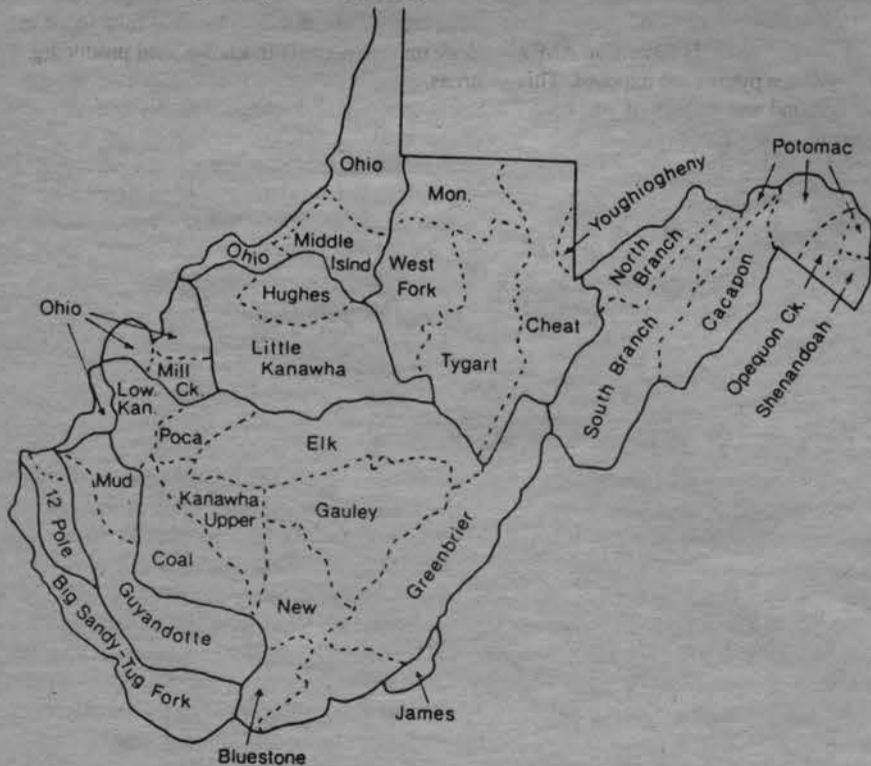 Ohio
Mon.
Youghiogheny
Potomac
Middle
Islnd
Ohio
West
Fork
North
Branch
Hughes
Cacapon
Cheat
Ohio
Little
Kanawha
Tygart
South Branch
Opequon Ck.
Shenandoah
Mill
Ck.
Low.
Kan.
Poca
Elk
Mud
Kanawha
Upper
Gauley
12 Pole
Coal
Greenbrier
New
Guyandotte
Big Sandy-Tug Fork
James
Bluestone